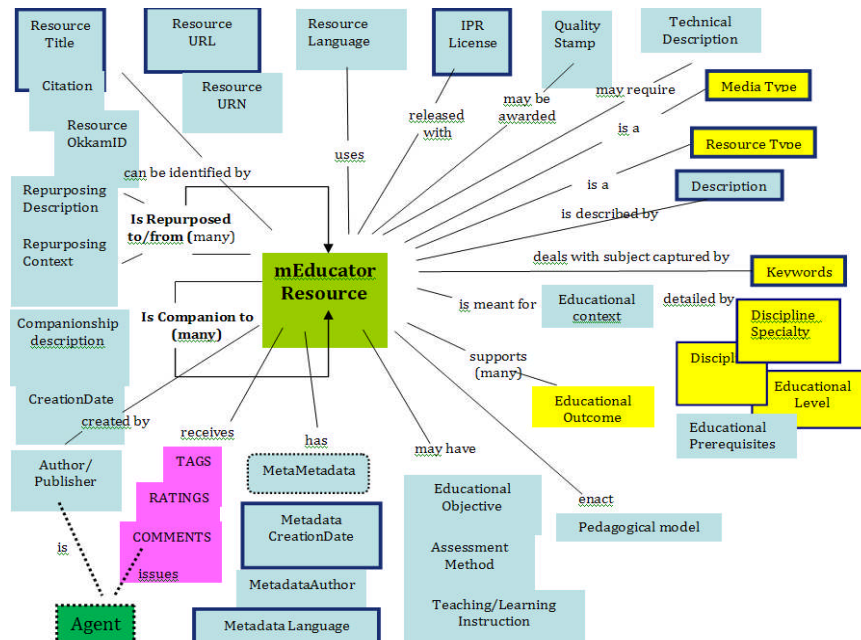 Resource
Title
Resource
URL
Resource
Language
IPR
License
Quality
Stamp
Technical
Description
Citation
Resource
URN
Media Type
Resource
OkkamID
released
with
may be
awarded
may require
is a
Resource Type
uses
can be identified by
is a
Description
Repurposing
Description
Is Repurposed
to/from (many)
is described by
Repurposing
Context
mEducator
Resource
deals with subject captured by
Keywords
Is Companion to
(many)
is meant for
Educational
context
detailed by
Discipline
Specialty
Companionship
description
supports
(many)
Disciplin
CreationDate
created by
Educational
Outcome
Educational
Level
receives
has
may have
Educational
Prerequisites
Author/
Publisher
TAGS
MetaMetadata
RATINGS
Educational
Objective
enact
Pedagogical model
COMMENTS
Metadata
CreationDate
Assessment
Method
is
issues
MetadataAuthor
Teaching/Learning
Instruction
Agent
Metadata Language